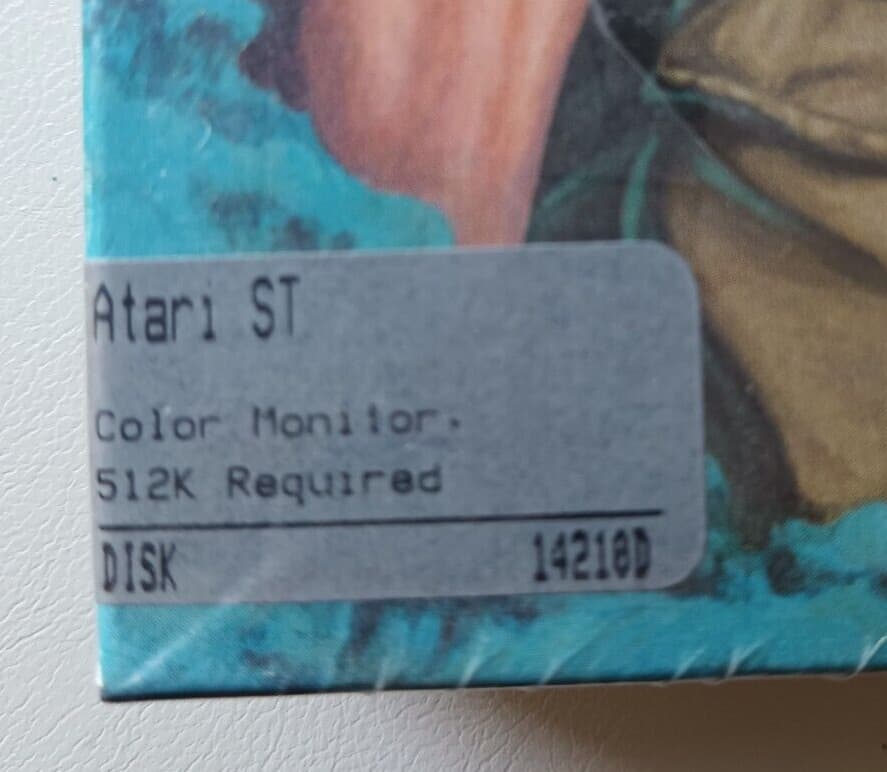 Atari ST
Color Monitor.
512K Required
DISK 14210D